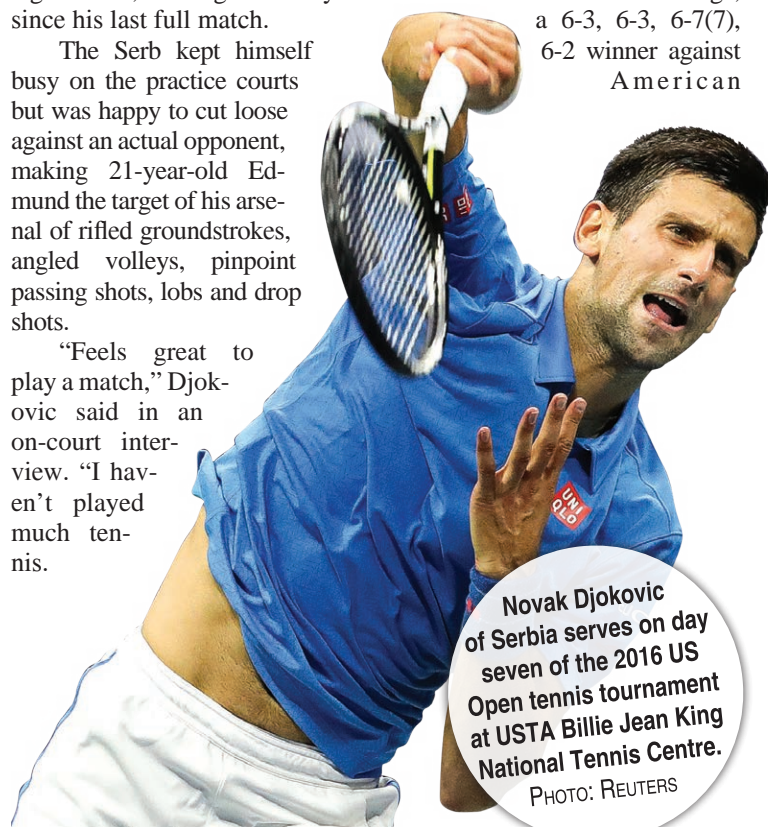 since his last full match.
The Serb kept himself
busy on the practice courts
but was happy to cut loose
against an actual opponent,
making 21-year-old Ed-
mund the target of his arse-
nal of rifled groundstrokes,
angled volleys, pinpoint
passing shots, lobs and drop
shots.
“Feels great to
play a match,” Djok-
ovic said in an
on-court inter-
view. “I hav-
en't played
much ten-
nis.
a 6-3, 6-3, 6-7(7),
6-2 winner against
American
UNI
QLO
Novak Djokovic
of Serbia serves on day
seven of the 2016 US
Open tennis tournament
at USTA Billie Jean King
National Tennis Centre.
PHOTO: REUTERS